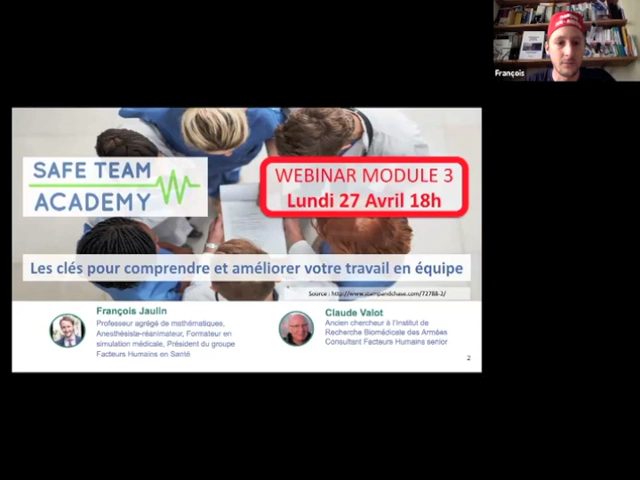 François
SAFE TEAM
ACADEMY
WEBINAR MODULE 3
Lundi 27 Avril 18h
Les clés pour comprendre et améliorer votre travail en équipe
Source : http://www.stampandchase.com/72788-2/
François Jaulin
Professeur agrégé de mathématiques,
Anesthésiste-réanimateur, Formateur en
simulation médicale, Président du groupe
Facteurs Humains en Santé
Claude Valot
Ancien chercheur à l'Institut de
Recherche Biomédicale des Armées
Consultant Facteurs Humains senior
2